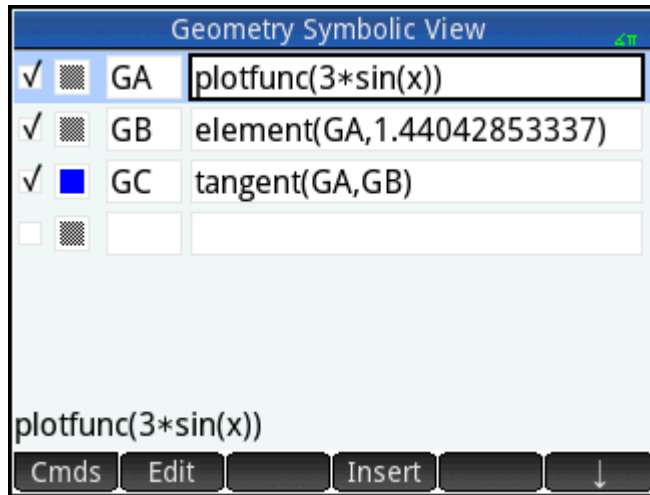 Geometry Symbolic View
∡π
√ GA plotfunc(3*sin(x))
√ GB element(GA,1.44042853337)
√ GC tangent(GA,GB)
plotfunc(3*sin(x))
Cmds Edit Insert ↓